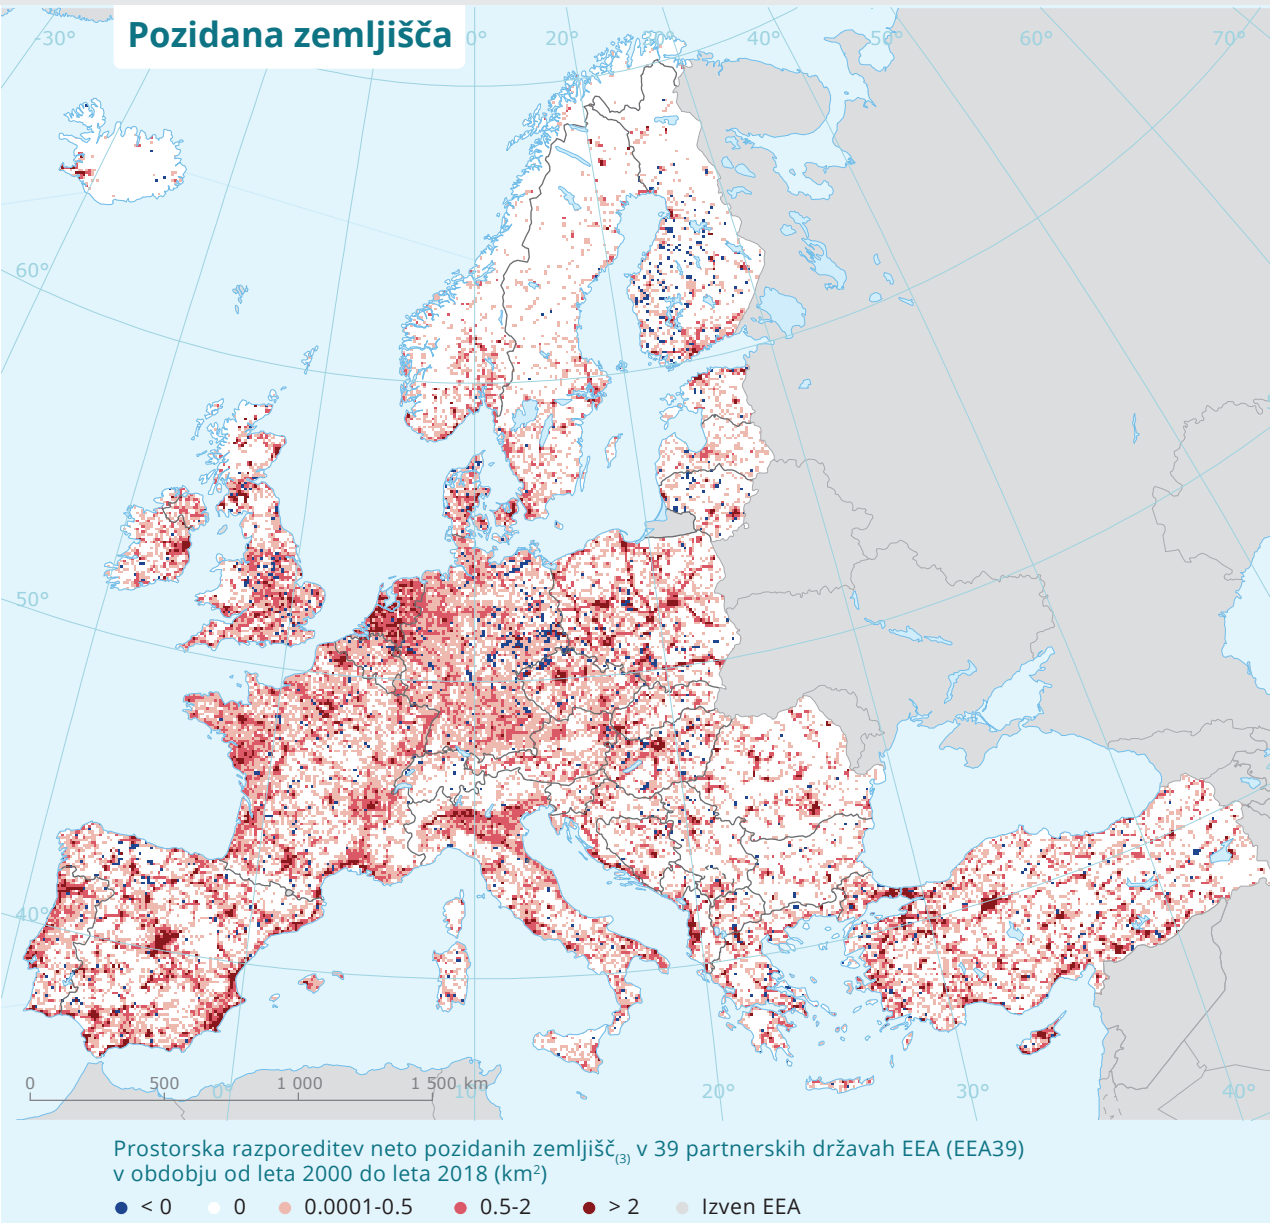 Pozidana zemljišča
-30°
0°
20°
30°
40°
50°
60°
70°
60°
50°
40°
0 500 1 000 1 500 km
0° 10° 20° 30° 40°
Prostorska razporeditev neto pozidanih zemljišč(3) v 39 partnerskih državah EEA (EEA39)
v obdobju od leta 2000 do leta 2018 (km²)
< 0 0 0.0001-0.5 0.5-2 > 2 Izven EEA